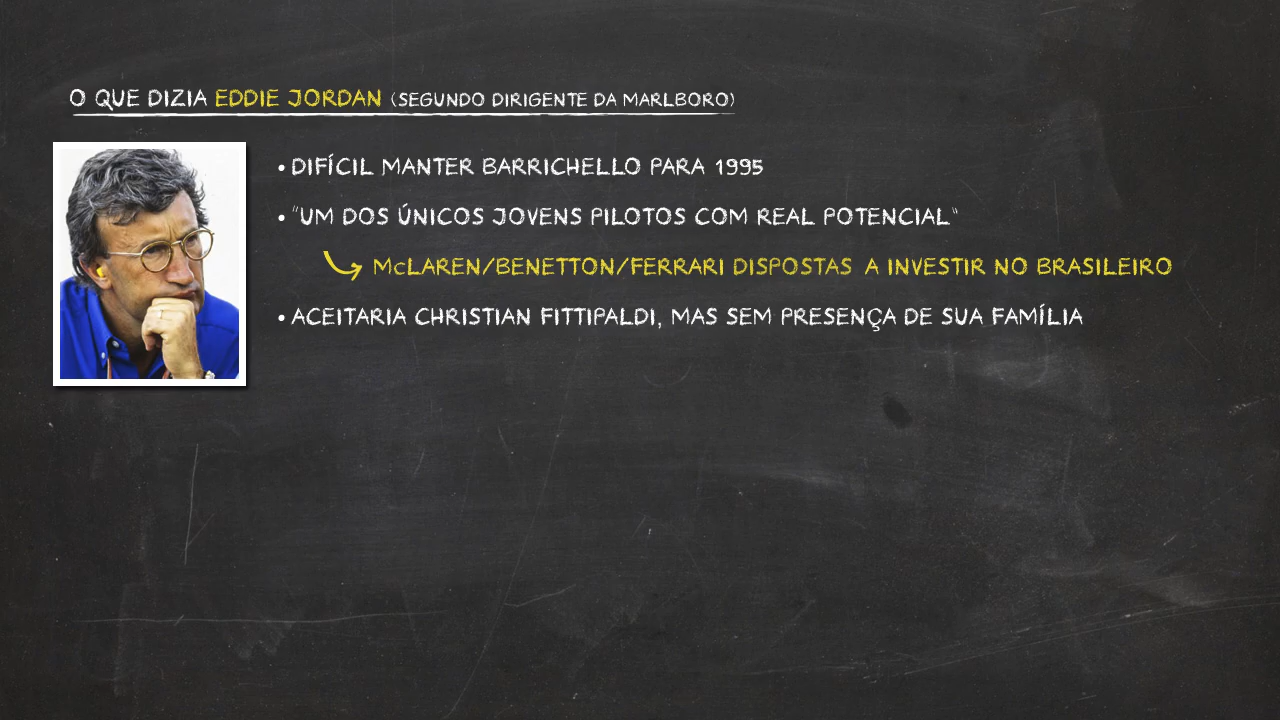 O QUE DIZIA EDDIE JORDAN (SEGUNDO DIRIGENTE DA MARLBORO)
• DIFÍCIL MANTER BARRICHELLO PARA 1995
• "UM DOS ÚNICOS JOVENS PILOTOS COM REAL POTENCIAL"
McLAREN/BENETTON/FERRARI DISPOSTAS A INVESTIR NO BRASILEIRO
• ACEITARIA CHRISTIAN FITTIPALDI, MAS SEM PRESENÇA DE SUA FAMÍLIA